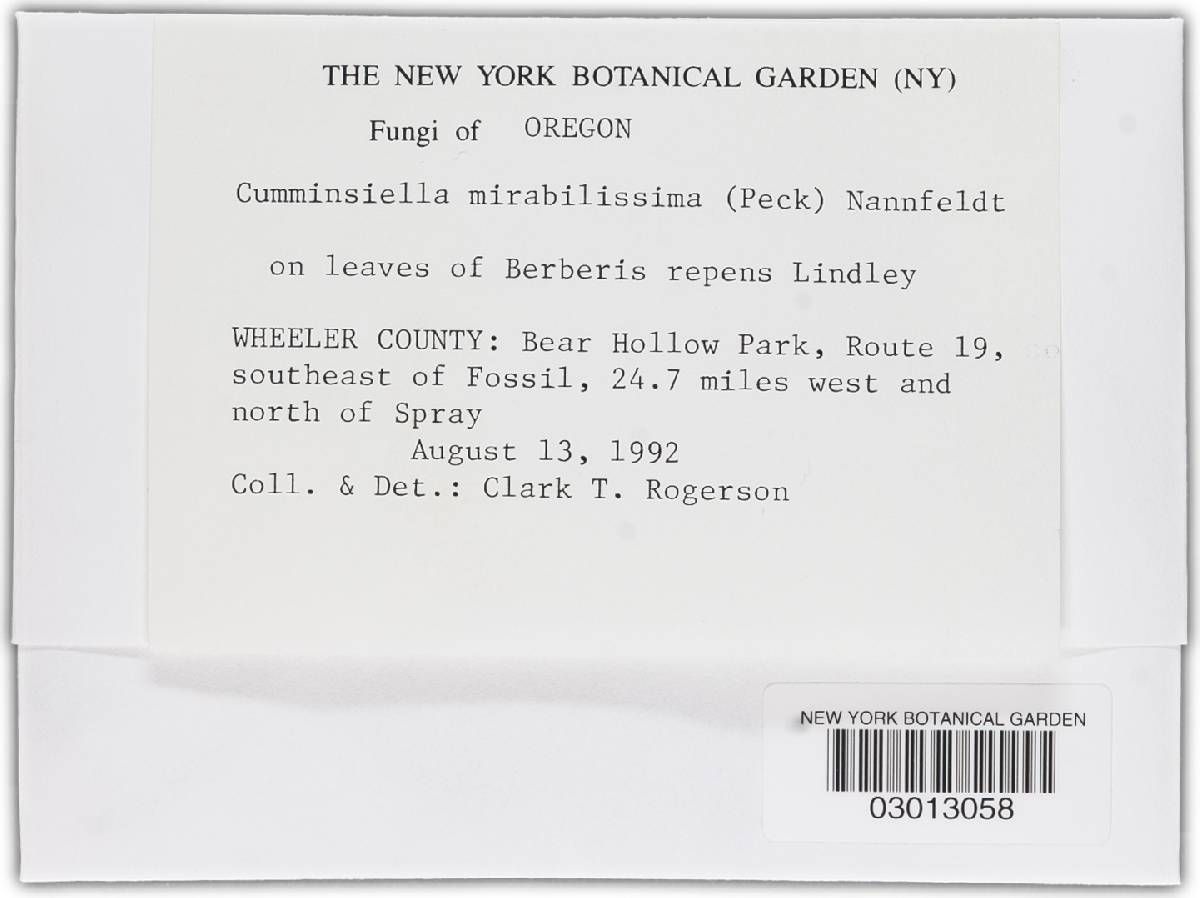 THE NEW YORK BOTANICAL GARDEN (NY)
Fungi of OREGON
Cumminsiella mirabilissima (Peck) Nannfeldt
on leaves of Berberis repens Lindley
WHEELER COUNTY: Bear Hollow Park, Route 19,
southeast of Fossil, 24.7 miles west and
north of Spray
August 13, 1992
Coll. & Det.: Clark T. Rogerson
NEW YORK BOTANICAL GARDEN
03013058